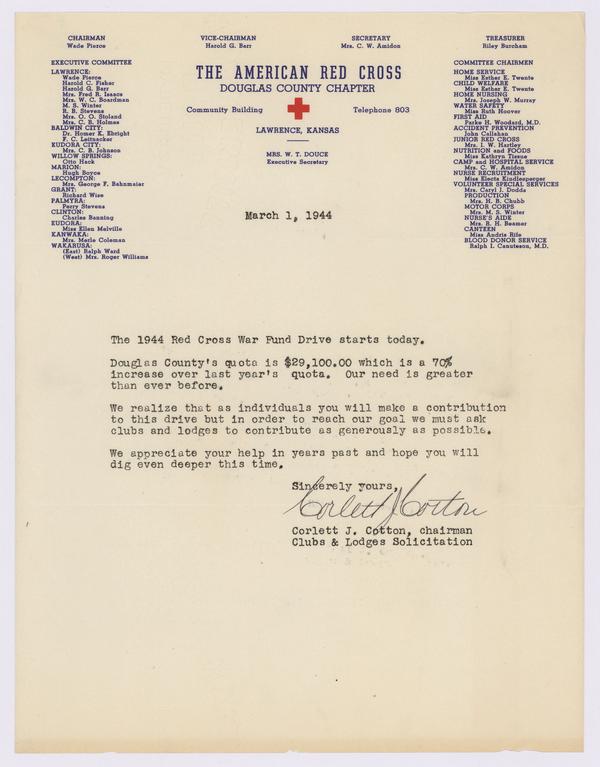 CHAIRMAN
Wade Pierce
VICE-CHAIRMAN
Harold G. Barr
SECRETARY
Mrs. C. W. Amidon
TREASURER
Riley Burcham
EXECUTIVE COMMITTEE
LAWRENCE:
Wade Pierce
Harold C. Fisher
Harold G. Barr
Mrs. Fred R. Isaacs
Mrs. W. C. Boardman
M. S. Winter
R. B. Stevens
Mrs. O. O. Stoland
Mrs. C. B. Holmes
BALDWIN CITY:
Dr. Homer K. Ebright
F. C. Leitnacker
EUDORA CITY:
Mrs. C. B. Johnson
WILLOW SPRINGS:
Otto Hack
MARION:
Hugh Boyce
LECOMPTON:
Mrs. George F. Bahnmaier
GRANT:
Richard Wise
PALMYRA:
Perry Stevens
CLINTON:
Charles Banning
EUDORA:
Miss Ellen Melville
KANWAKA:
Mrs. Merle Coleman
WAKARUSA:
(East) Ralph Ward
(West) Mrs. Roger Williams
THE AMERICAN RED CROSS
DOUGLAS COUNTY CHAPTER
Community Building
Telephone 803
LAWRENCE, KANSAS
MRS. W. T. DOUCE
Executive Secretary
COMMITTEE CHAIRMEN
HOME SERVICE
Miss Esther E. Twente
CHILD WELFARE
Miss Esther E. Twente
HOME NURSING
Mrs. Joseph W. Murray
WATER SAFETY
Miss Ruth Hoover
FIRST AID
Parke H. Woodard, M.D.
ACCIDENT PREVENTION
John Callahan
JUNIOR RED CROSS
Mrs. I. W. Hartley
NUTRITION and FOODS
Miss Kathryn Tissue
CAMP and HOSPITAL SERVICE
Mrs. C. W. Amidon
NURSE RECRUITMENT
Miss Electa Kindlesperger
VOLUNTEER SPECIAL SERVICES
Mrs. Caryl J. Dodds
PRODUCTION
Mrs. H. B. Chubb
MOTOR CORPS
Mrs. M. S. Winter
NURSE'S AIDE
Mrs. R. H. Beamer
CANTEEN
Miss Andris Rife
BLOOD DONOR SERVICE
Ralph I. Canuteson, M.D.
March 1, 1944
The 1944 Red Cross War Fund Drive starts today.
Douglas County's quota is $29,100.00 which is a 70%
increase over last year's quota. Our need is greater
than ever before.
We realize that as individuals you will make a contribution
to this drive but in order to reach our goal we must ask
clubs and lodges to contribute as generously as possible.
We appreciate your help in years past and hope you will
dig even deeper this time.
Sincerely yours,
Corlett J Cotton
Corlett J. Cotton, chairman
Clubs & Lodges Solicitation